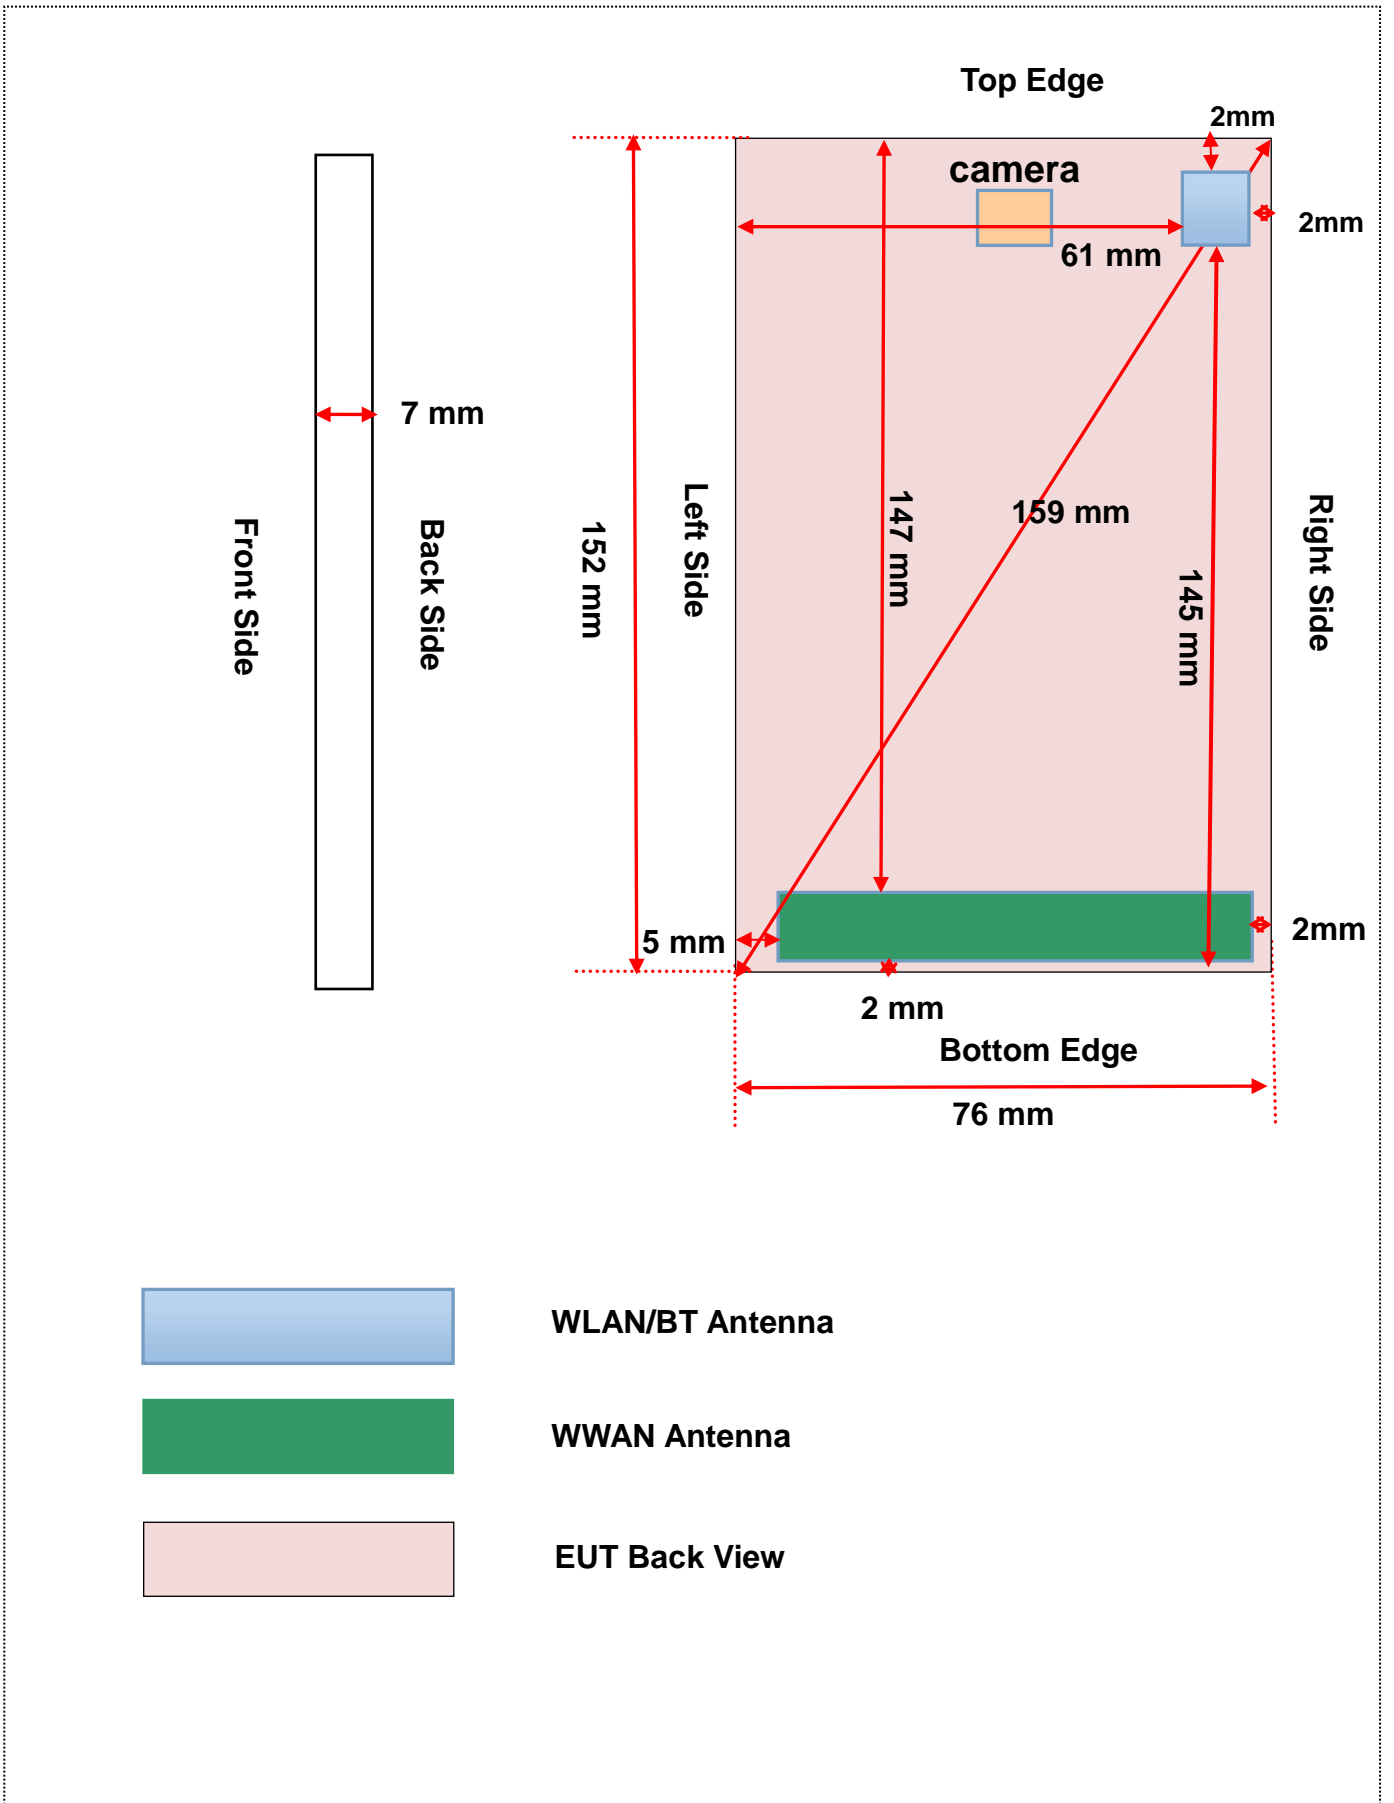 Top Edge
2mm
camera
2mm
61 mm
7 mm
Front Side
Back Side
152 mm
Left Side
147 mm
159 mm
145 mm
Right Side
5 mm
2mm
2 mm
Bottom Edge
76 mm
WLAN/BT Antenna
WWAN Antenna
EUT Back View